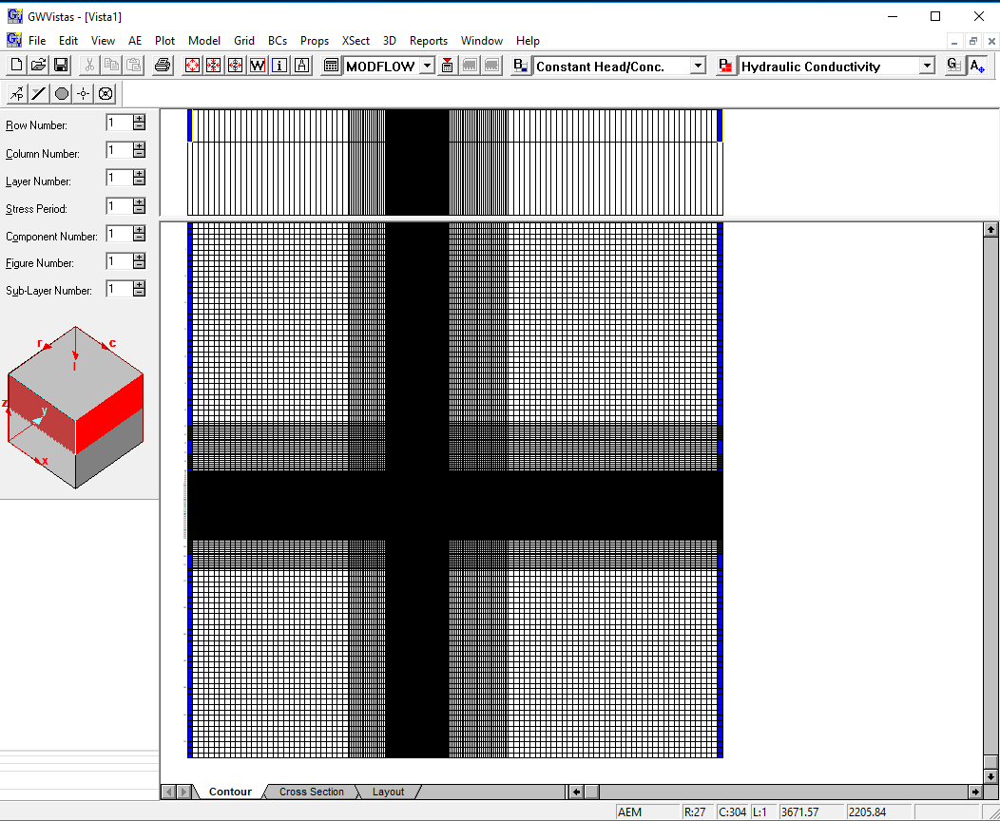 GWVistas - [Vista1]
File Edit View AE Plot Model Grid BCs Props XSect 3D Reports Window Help
W i A MODFLOW B Constant Head/Conc. P Hydraulic Conductivity G A
P
Row Number: 1
Column Number: 1
Layer Number: 1
Stress Period: 1
Component Number: 1
Figure Number: 1
Sub-Layer Number: 1
r c
l
z y
x
Contour Cross Section Layout
AEM R:27 C:304 L:1 3671.57 2205.84